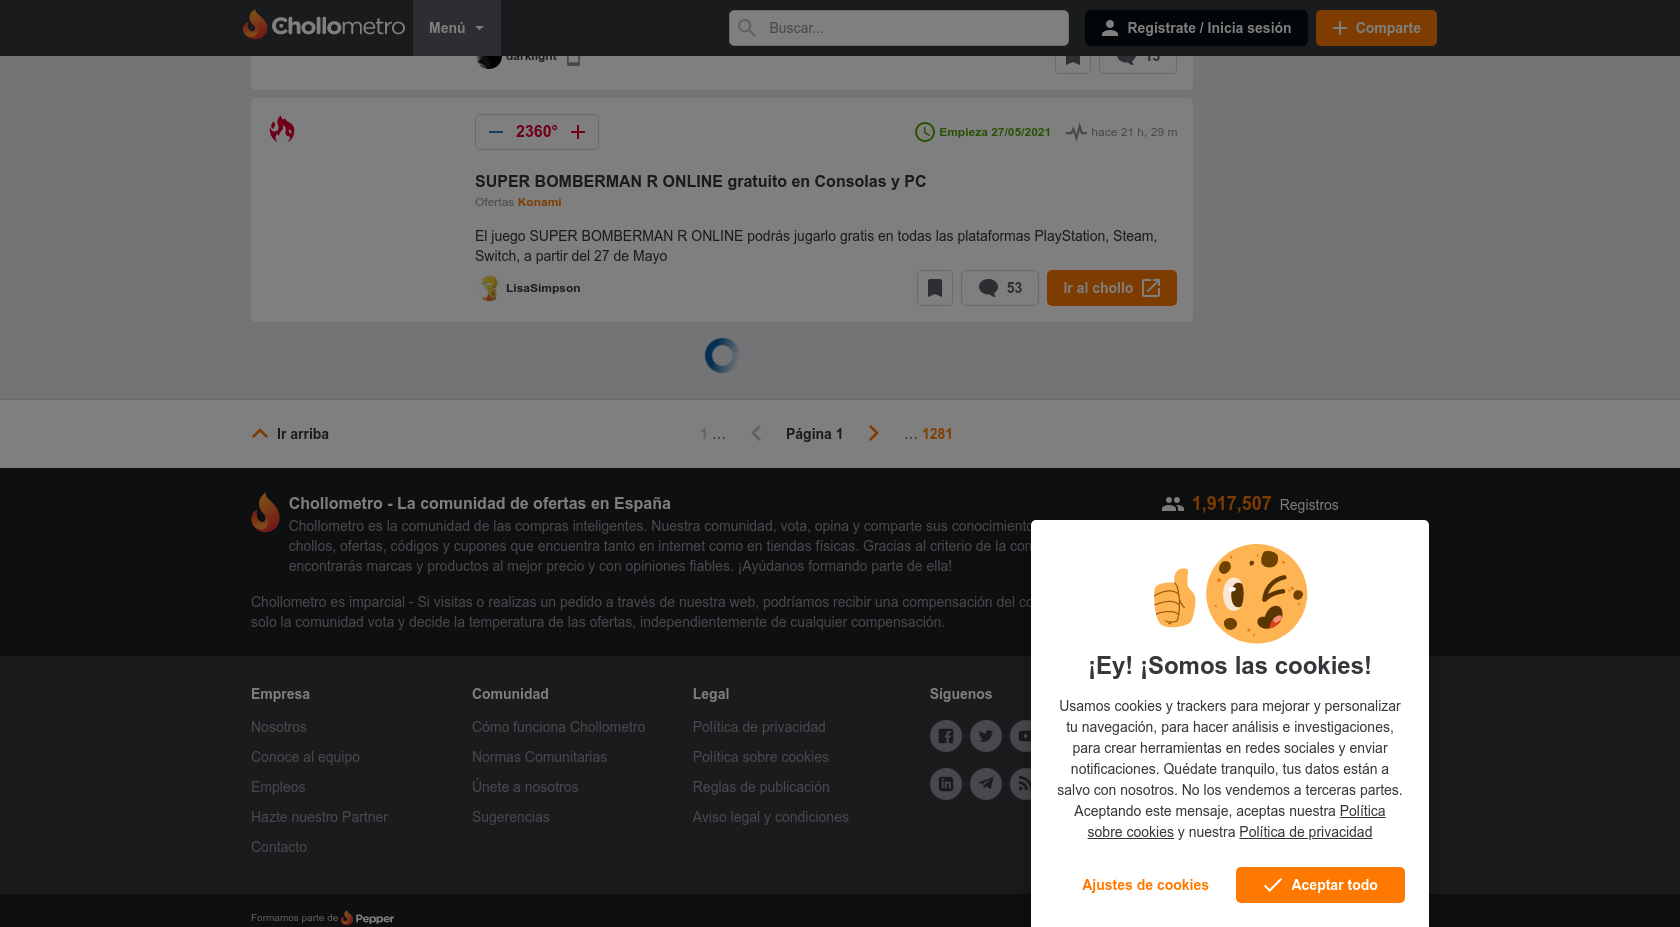 Chollometro
Menú
Buscar...
Regístrate / Inicia sesión
Comparte
darklight
15
2360°
Empieza 27/05/2021
hace 21 h, 29 m
SUPER BOMBERMAN R ONLINE gratuito en Consolas y PC
Ofertas Konami
El juego SUPER BOMBERMAN R ONLINE podrás jugarlo gratis en todas las plataformas PlayStation, Steam,
Switch, a partir del 27 de Mayo
LisaSimpson
53
Ir al chollo
Ir arriba
1 ...
Página 1
... 1281
Chollometro - La comunidad de ofertas en España
Chollometro es la comunidad de las compras inteligentes. Nuestra comunidad, vota, opina y comparte sus conocimiento
chollos, ofertas, códigos y cupones que encuentra tanto en internet como en tiendas físicas. Gracias al criterio de la
encontrarás marcas y productos al mejor precio y con opiniones fiables. ¡Ayúdanos formando parte de ella!
Chollometro es imparcial - Si visitas o realizas un pedido a través de nuestra web, podríamos recibir una compensación del
solo la comunidad vota y decide la temperatura de las ofertas, independientemente de cualquier compensación.
1,917,507 Registros
Empresa
Nosotros
Conoce al equipo
Empleos
Hazte nuestro Partner
Contacto
Comunidad
Cómo funciona Chollometro
Normas Comunitarias
Únete a nosotros
Sugerencias
Legal
Política de privacidad
Política sobre cookies
Reglas de publicación
Aviso legal y condiciones
Síguenos
Formamos parte de Pepper
¡Ey! ¡Somos las cookies!
Usamos cookies y trackers para mejorar y personalizar
tu navegación, para hacer análisis e investigaciones,
para crear herramientas en redes sociales y enviar
notificaciones. Quédate tranquilo, tus datos están a
salvo con nosotros. No los vendemos a terceras partes.
Aceptando este mensaje, aceptas nuestra Política
sobre cookies y nuestra Política de privacidad
Ajustes de cookies
Aceptar todo